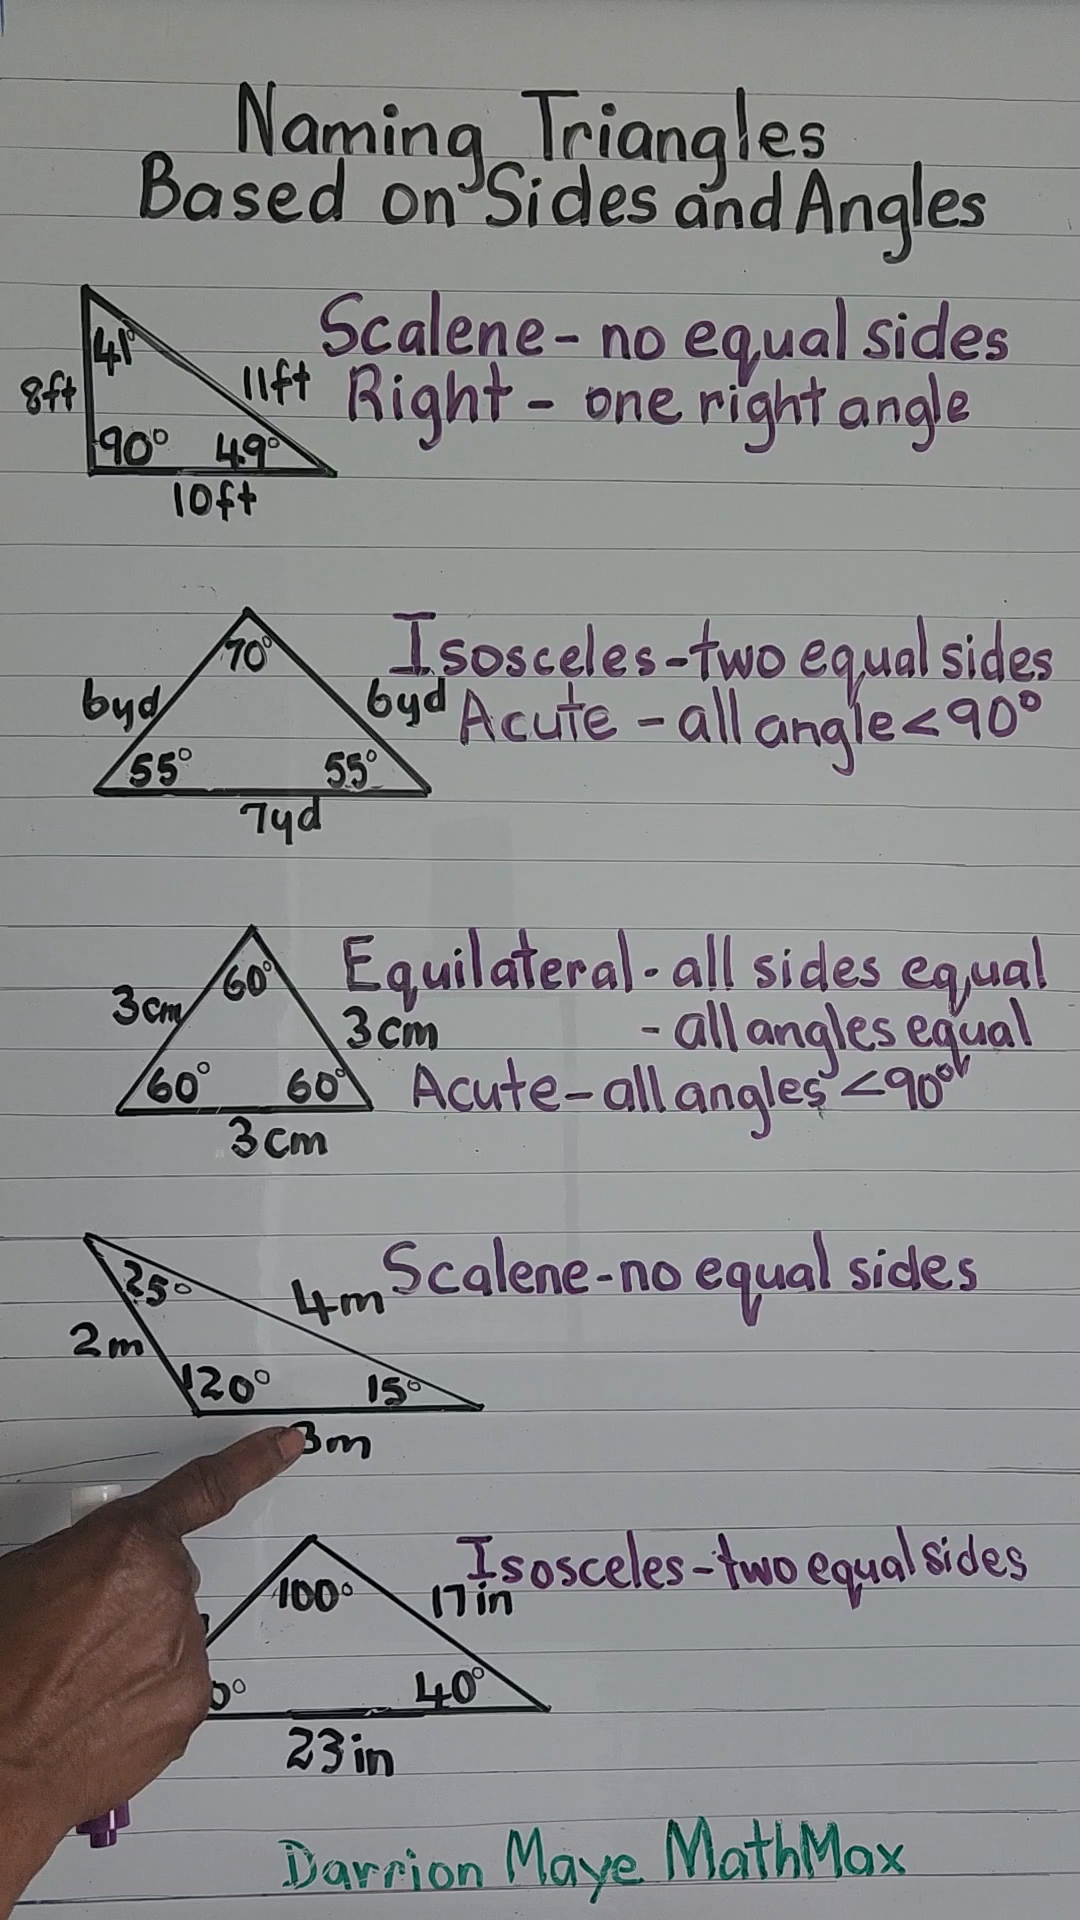 Naming Triangles
Based on Sides and Angles
41°
8ft
11ft
90° 49°
10ft
Scalene - no equal sides
Right - one right angle
70°
6yd
6yd
55° 55°
7yd
Isosceles - two equal sides
Acute - all angle < 90°
60°
3cm
3cm
60° 60°
3cm
Equilateral - all sides equal
- all angles equal
Acute - all angles < 90°
25°
4m
2m
120° 15°
3m
Scalene - no equal sides
100°
17in
40°
23in
Isosceles - two equal sides
Darrion Maye MathMax